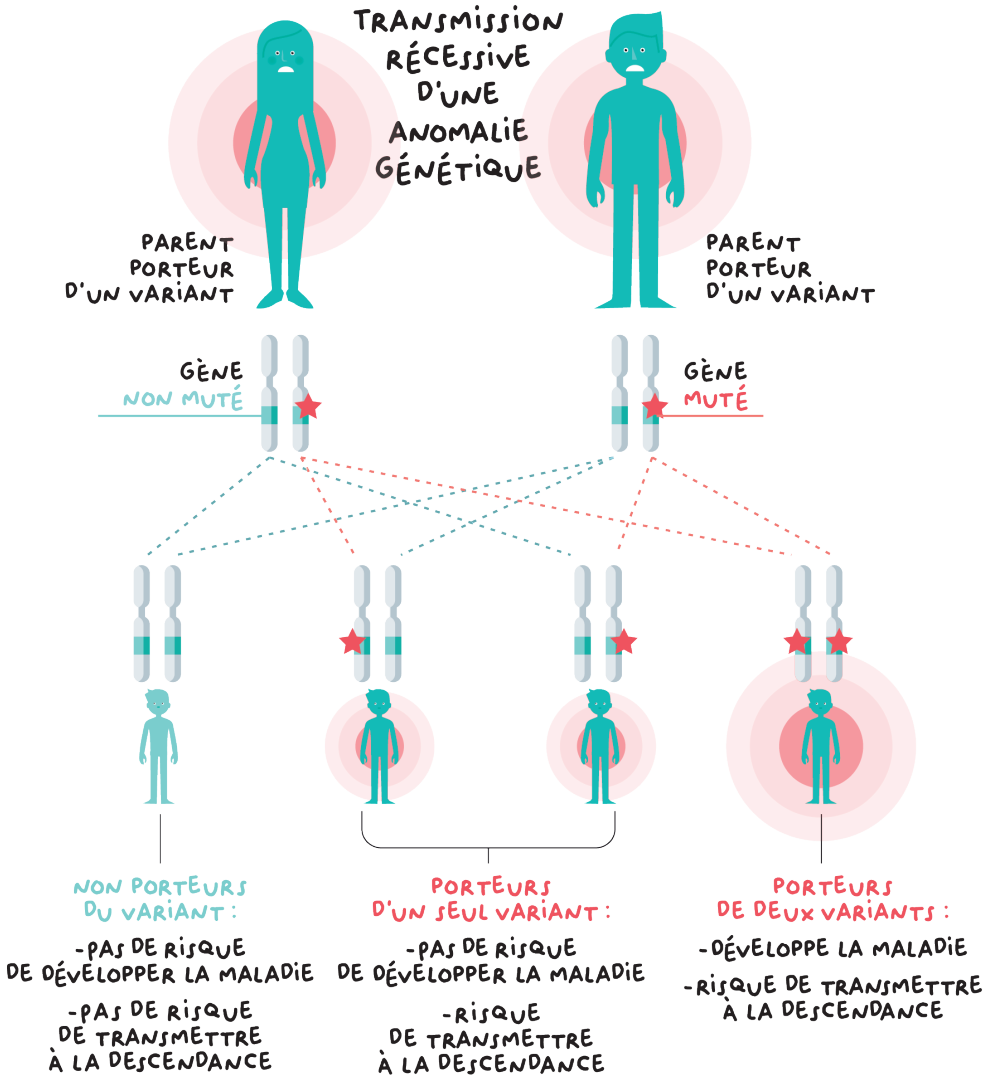 TRANSMISSION
RÉCESSIVE
D'UNE
ANOMALIE
GÉNÉTIQUE
PARENT
PORTEUR
D'UN VARIANT
PARENT
PORTEUR
D'UN VARIANT
GÈNE
NON MUTÉ
GÈNE
MUTÉ
NON PORTEURS
DU VARIANT :
-PAS DE RISQUE
DE DÉVELOPPER LA MALADIE
-PAS DE RISQUE
DE TRANSMETTRE
À LA DESCENDANCE
PORTEURS
D'UN SEUL VARIANT :
-PAS DE RISQUE
DE DÉVELOPPER LA MALADIE
-RISQUE
DE TRANSMETTRE
À LA DESCENDANCE
PORTEURS
DE DEUX VARIANTS :
-DÉVELOPPE LA MALADIE
-RISQUE DE TRANSMETTRE
À LA DESCENDANCE